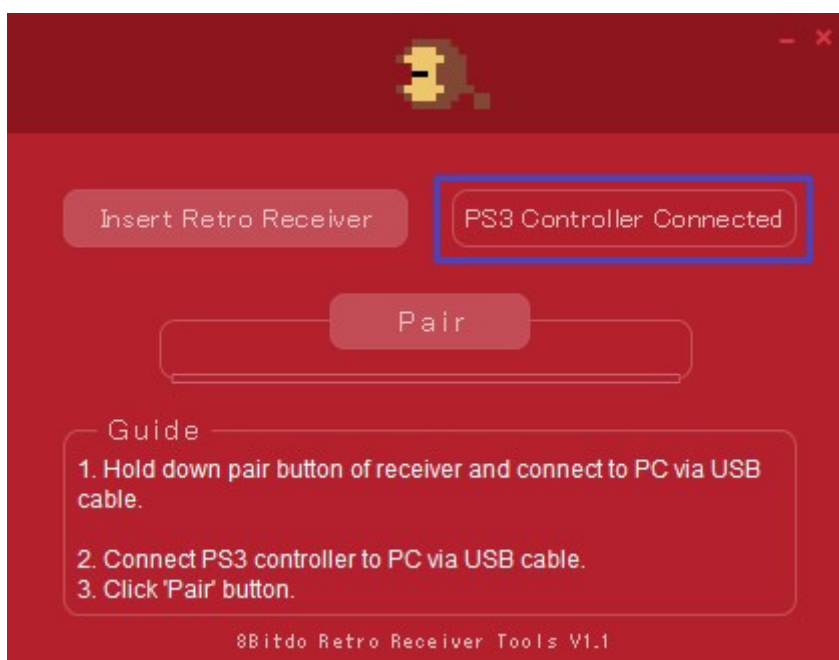 Insert Retro Receiver
PS3 Controller Connected
Pair
Guide
1. Hold down pair button of receiver and connect to PC via USB
cable.
2. Connect PS3 controller to PC via USB cable.
3. Click 'Pair' button.
8Bitdo Retro Receiver Tools V1.1